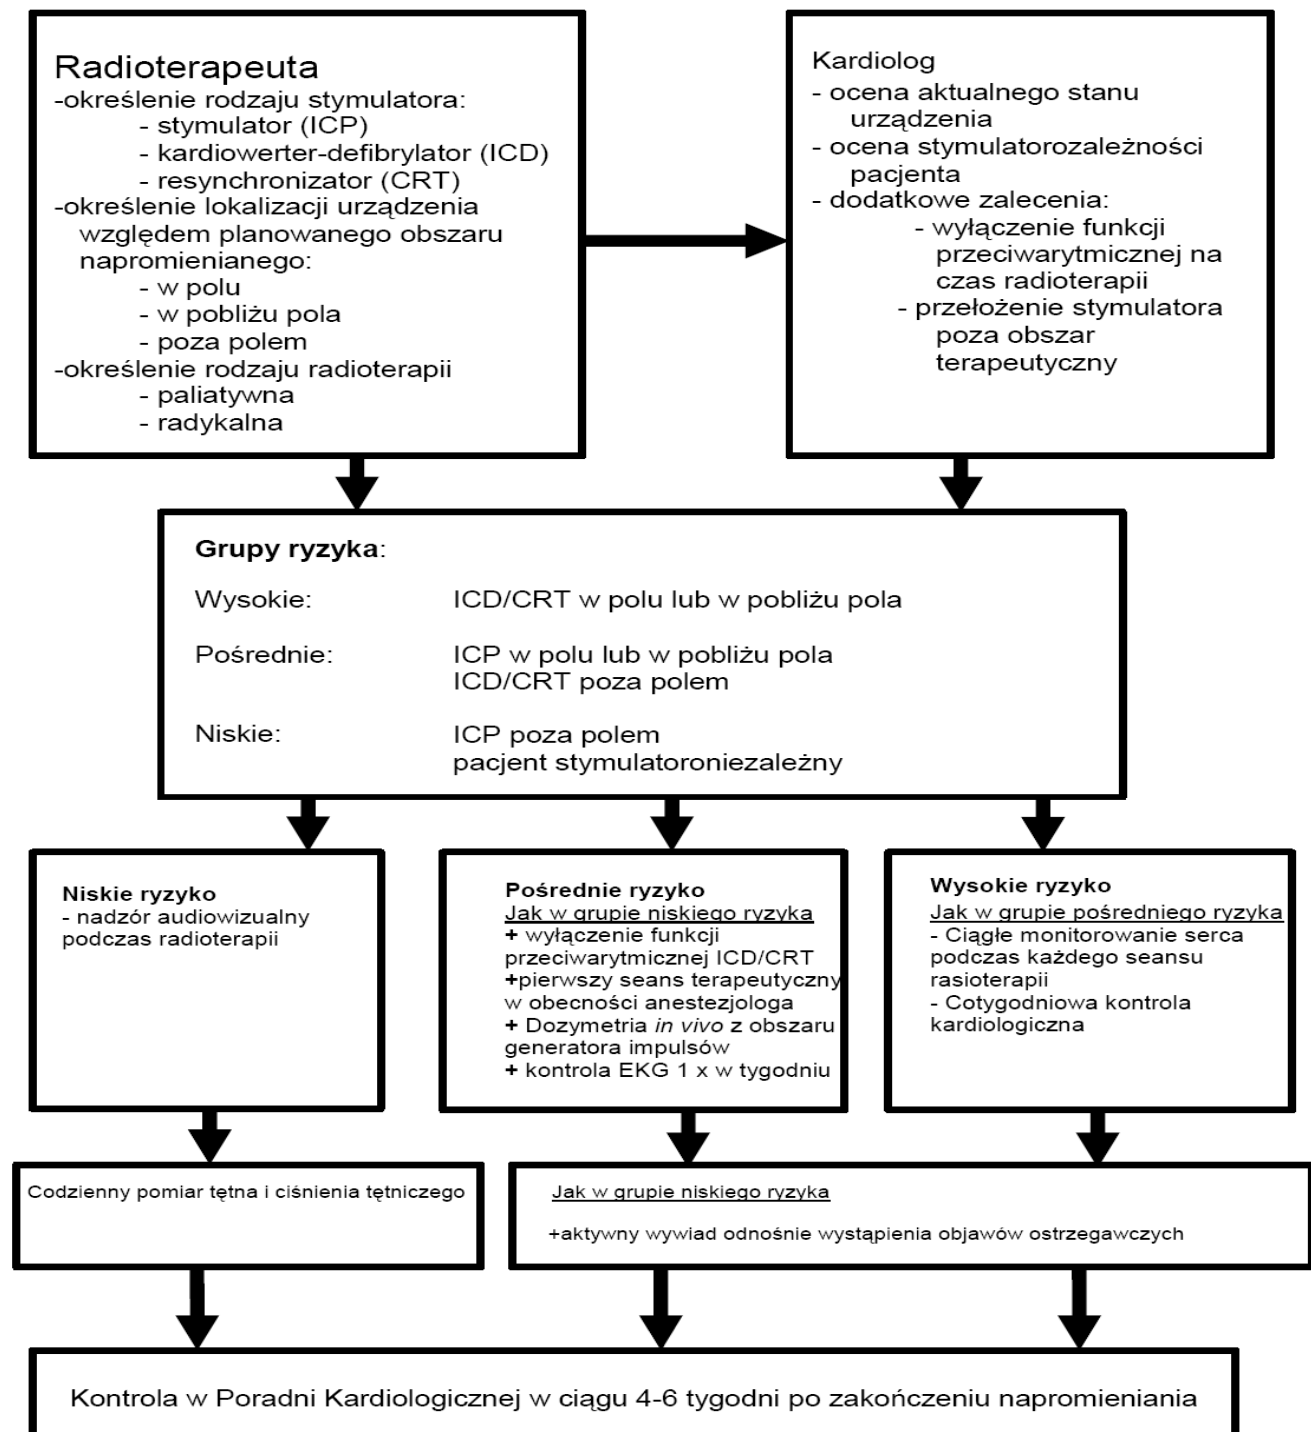 Radioterapeuta
-określenie rodzaju stymulatora:
- stymulator (ICP)
- kardiowerter-defibrylator (ICD)
- resynchronizator (CRT)
-określenie lokalizacji urządzenia
względem planowanego obszaru
napromienianego:
- w polu
- w pobliżu pola
- poza polem
-określenie rodzaju radioterapii
- paliatywna
- radykalna
Kardiolog
- ocena aktualnego stanu
urządzenia
- ocena stymulatorozależności
pacjenta
- dodatkowe zalecenia:
- wyłączenie funkcji
przeciwarytmicznej na
czas radioterapii
- przełożenie stymulatora
poza obszar
terapeutyczny
Grupy ryzyka:
Wysokie: ICD/CRT w polu lub w pobliżu pola
Pośrednie: ICP w polu lub w pobliżu pola
ICD/CRT poza polem
Niskie: ICP poza polem
pacjent stymulatoroniezależny
Niskie ryzyko
- nadzór audiowizualny
podczas radioterapii
Pośrednie ryzyko
Jak w grupie niskiego ryzyka
+ wyłączenie funkcji
przeciwarytmicznej ICD/CRT
+pierwszy seans terapeutyczny
w obecności anestezjologa
+ Dozymetria in vivo z obszaru
generatora impulsów
+ kontrola EKG 1 x w tygodniu
Wysokie ryzyko
Jak w grupie pośredniego ryzyka
- Ciągłe monitorowanie serca
podczas każdego seansu
rasioterapii
- Cotygodniowa kontrola
kardiologiczna
Codzienny pomiar tętna i ciśnienia tętniczego
Jak w grupie niskiego ryzyka
+aktywny wywiad odnośnie wystąpienia objawów ostrzegawczych
Kontrola w Poradni Kardiologicznej w ciągu 4-6 tygodni po zakończeniu napromieniania